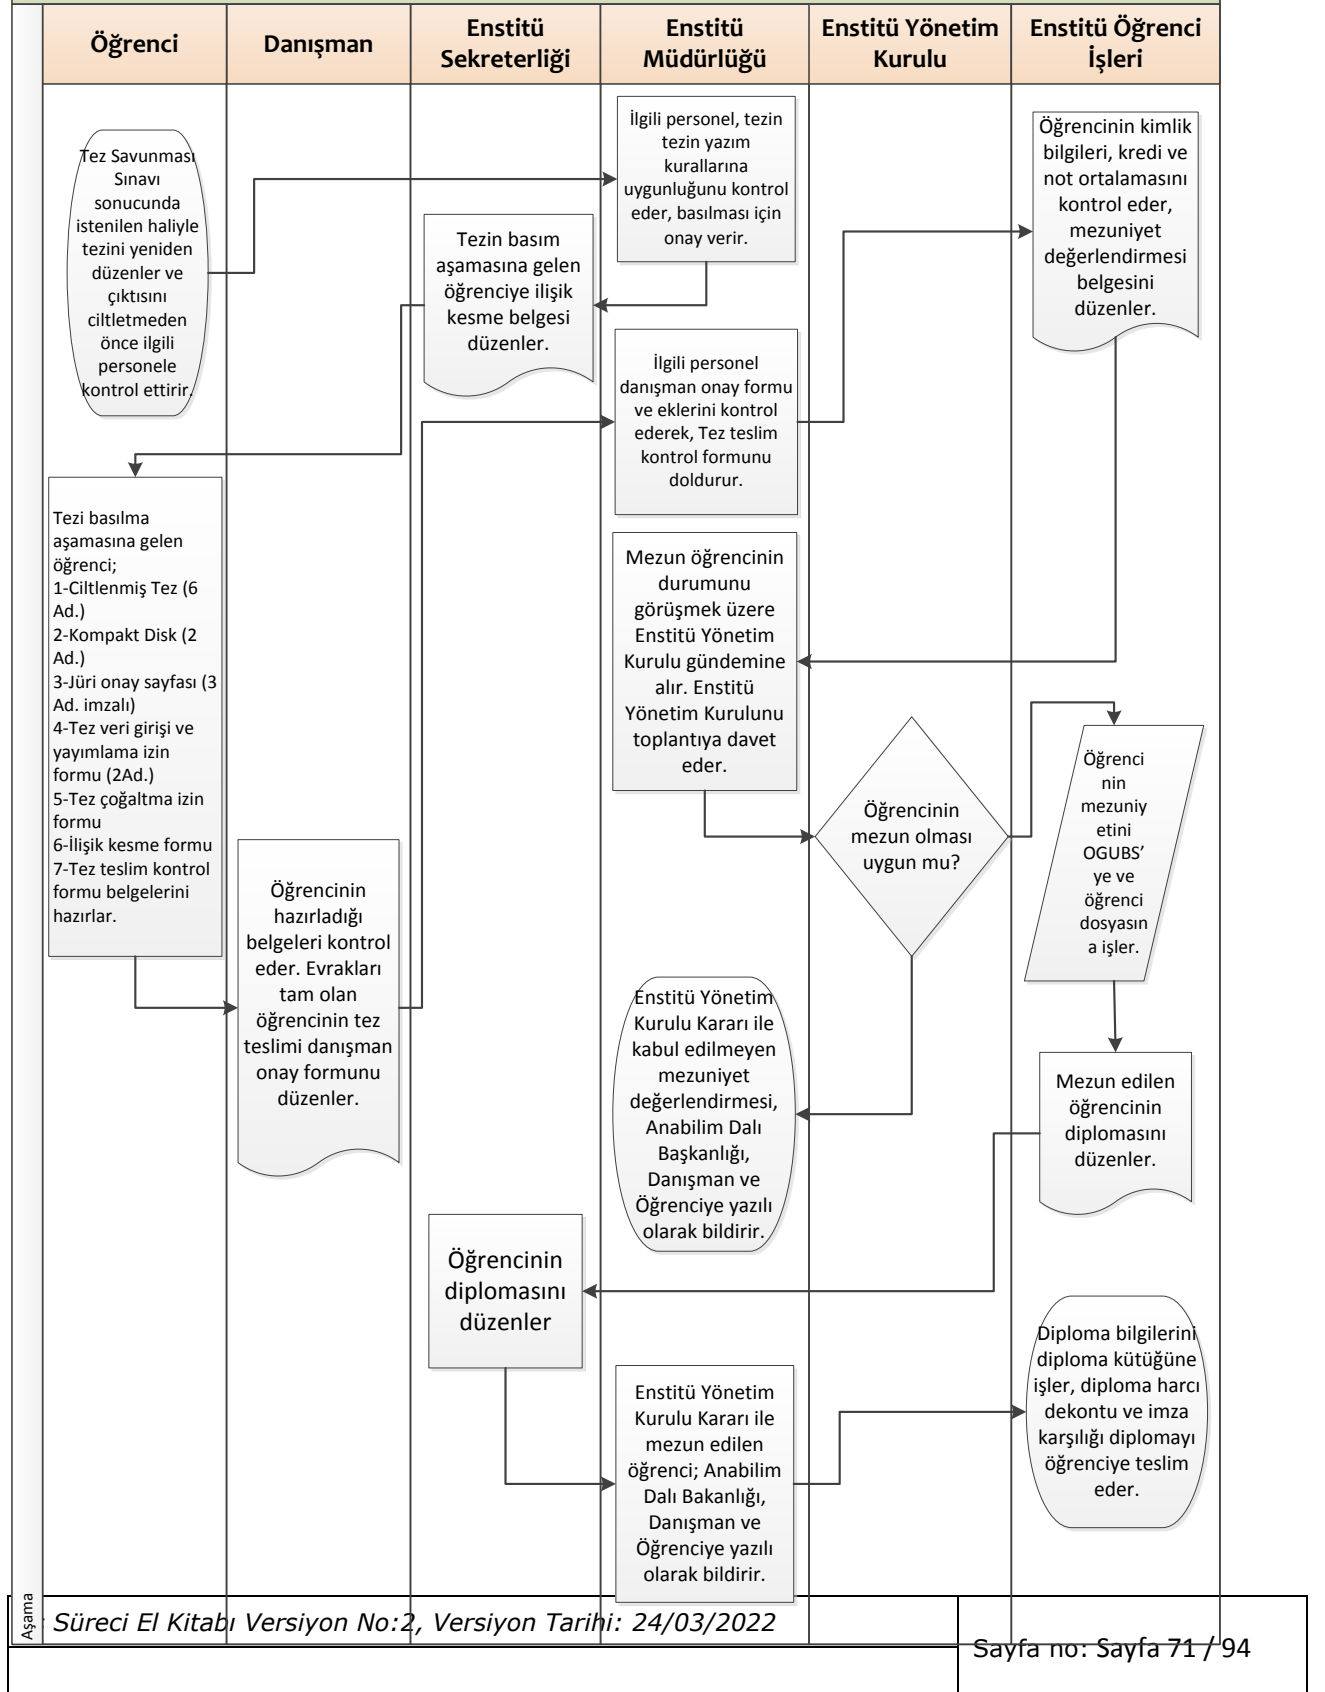 Öğrenci
Danışman
Enstitü
Sekreterliği
Enstitü
Müdürlüğü
Enstitü Yönetim
Kurulu
Enstitü Öğrenci
İşleri
Tez Savunması
Sınavı
sonucunda
istenilen haliyle
tezini yeniden
düzenler ve
çıktısını
ciltletmeden
önce ilgili
personele
kontrol ettirir.
İlgili personel, tezin
tezin yazım
kurallarına
uygunluğunu kontrol
eder, basılması için
onay verir.
Tezin basım
aşamasına gelen
öğrenciye ilişik
kesme belgesi
düzenler.
Tezi basılma
aşamasına gelen
öğrenci;
1-Ciltlenmiş Tez (6
Ad.)
2-Kompakt Disk (2
Ad.)
3-Jüri onay sayfası (3
Ad. imzalı)
4-Tez veri girişi ve
yayımlama izin
formu (2Ad.)
5-Tez çoğaltma izin
formu
6-İlişik kesme formu
7-Tez teslim kontrol
formu belgelerini
hazırlar.
Öğrencinin
hazırladığı
belgeleri kontrol
eder. Evrakları
tam olan
öğrencinin tez
teslimi danışman
onay formunu
düzenler.
İlgili personel
danışman onay formu
ve eklerini kontrol
ederek, Tez teslim
kontrol formunu
doldurur.
Öğrencinin kimlik
bilgileri, kredi ve
not ortalamasını
kontrol eder,
mezuniyet
değerlendirmesi
belgesini
düzenler.
Mezun öğrencinin
durumunu
görüşmek üzere
Enstitü Yönetim
Kurulu gündemine
alır. Enstitü
Yönetim Kurulunu
toplantıya davet
eder.
Öğrencinin
mezun olması
uygun mu?
Öğrenci
nin
mezuniy
etini
OGUBS’
ye ve
öğrenci
dosyasın
a işler.
Enstitü Yönetim
Kurulu Kararı ile
kabul edilmeyen
mezuniyet
değerlendirmesi,
Anabilim Dalı
Başkanlığı,
Danışman ve
Öğrenciye yazılı
olarak bildirir.
Mezun edilen
öğrencinin
diplomasını
düzenler.
Öğrencinin
diplomasını
düzenler
Enstitü Yönetim
Kurulu Kararı ile
mezun edilen
öğrenci; Anabilim
Dalı Bakanlığı,
Danışman ve
Öğrenciye yazılı
olarak bildirir.
Diploma bilgilerini
diploma kütüğüne
işler, diploma harcı
dekontu ve imza
karşılığı diplomayı
öğrenciye teslim
eder.
Aşama
Süreci El Kitabı Versiyon No:2, Versiyon Tarihi: 24/03/2022
Sayfa no: Sayfa 71 / 94